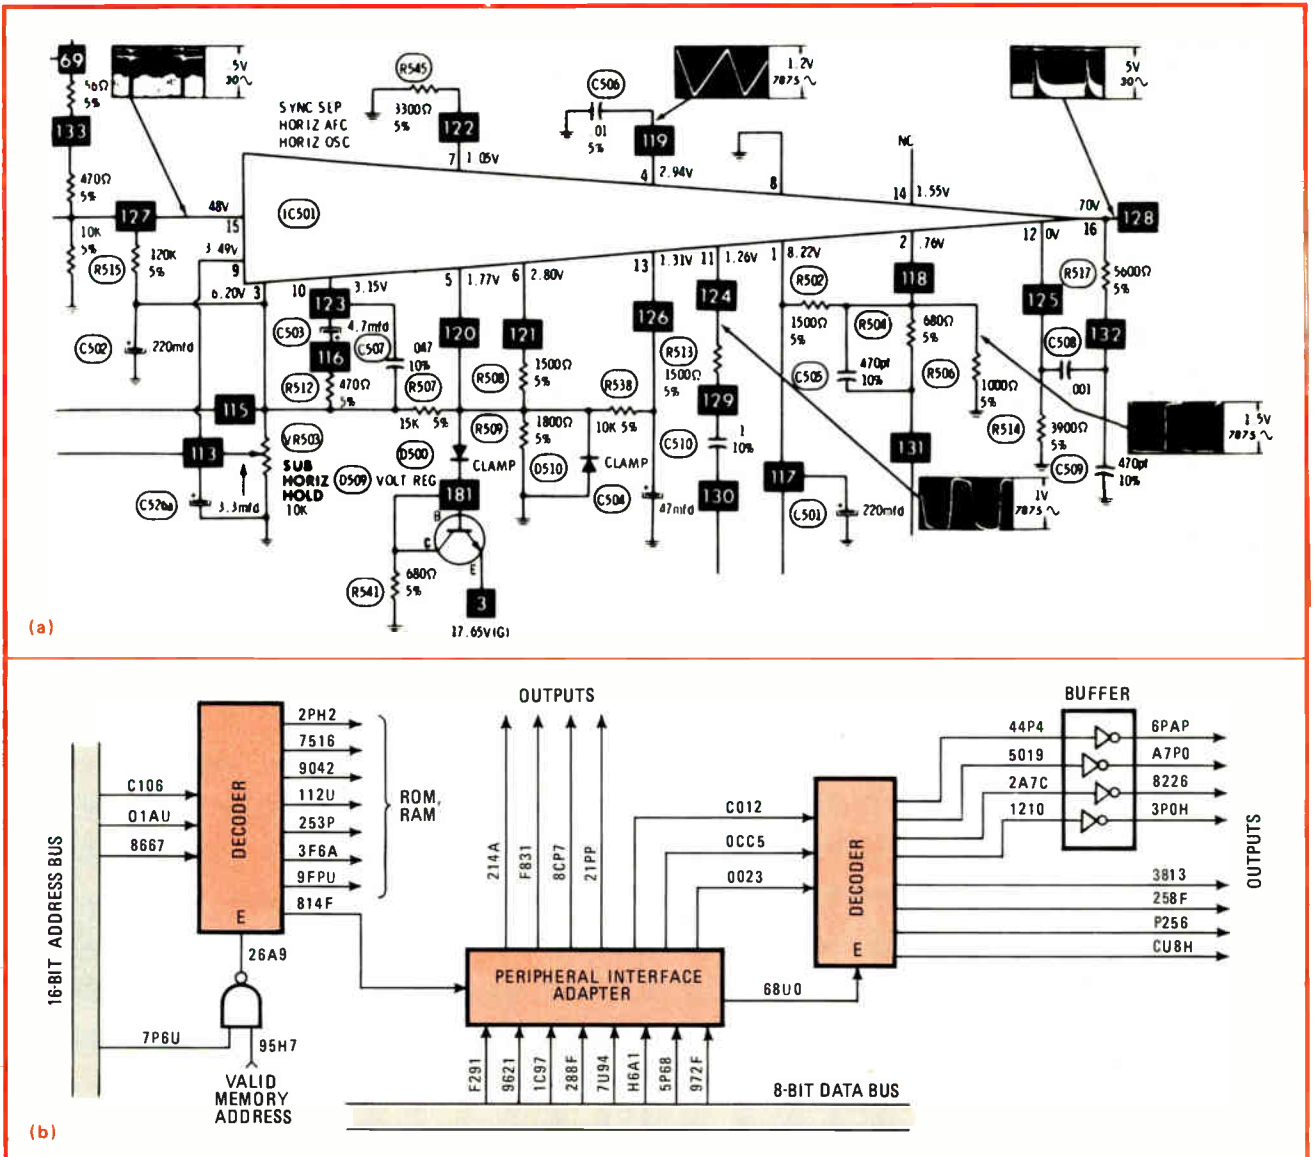 69
5V
30∿
56Ω
5%
133
470Ω
5%
10K
5%
127
R515
120K
5%
C502
220mfd
SYNC SEP
HORIZ AFC
HORIZ OSC
R545
3300Ω
5%
122
7
1.05V
C506
.01
5%
119
4
2.94V
1.2V
7875∿
8
NC
14
1.55V
5V
30∿
70V
16
128
48V
15
IC501
3.49V
9
6.20V
3
10
3.15V
123
C503
4.7mfd
116
C507
.047
10%
R512
470Ω
5%
R507
15K 5%
5
1.77V
120
6
2.80V
121
R508
1500Ω
5%
R509
1800Ω
5%
R538
10K 5%
13
1.31V
126
11
1.26V
124
R513
1500Ω
5%
129
C510
.1
10%
130
1
8.22V
R502
1500Ω
5%
R504
C505
470pf
10%
2
.76V
118
680Ω
5%
R506
1000Ω
5%
131
12
0V
125
R517
5600Ω
5%
132
C508
.001
R514
3900Ω
5%
C509
470pf
10%
1.5V
7875∿
1V
7875∿
115
VR503
SUB
HORIZ
HOLD
10K
113
C526a
3.3mfd
D500
CLAMP
D509
VOLT REG
181
B
C
E
R541
680Ω
5%
3
17.65V(G)
D510
CLAMP
C504
47mfd
117
C501
220mfd
(a)
16-BIT ADDRESS BUS
C106
01AU
8667
DECODER
E
2PH2
7516
9042
112U
253P
3F6A
9FPU
814F
ROM,
RAM
26A9
7P6U
95H7
VALID
MEMORY
ADDRESS
OUTPUTS
214A
F831
8CP7
21PP
C012
0CC5
0023
PERIPHERAL INTERFACE
ADAPTER
68U0
F291
9621
1C97
288F
7U94
H6A1
5P68
972F
8-BIT DATA BUS
DECODER
E
BUFFER
44P4
5019
2A7C
1210
6PAP
A7P0
8226
3P0H
3813
258F
P256
CU8H
OUTPUTS
(b)